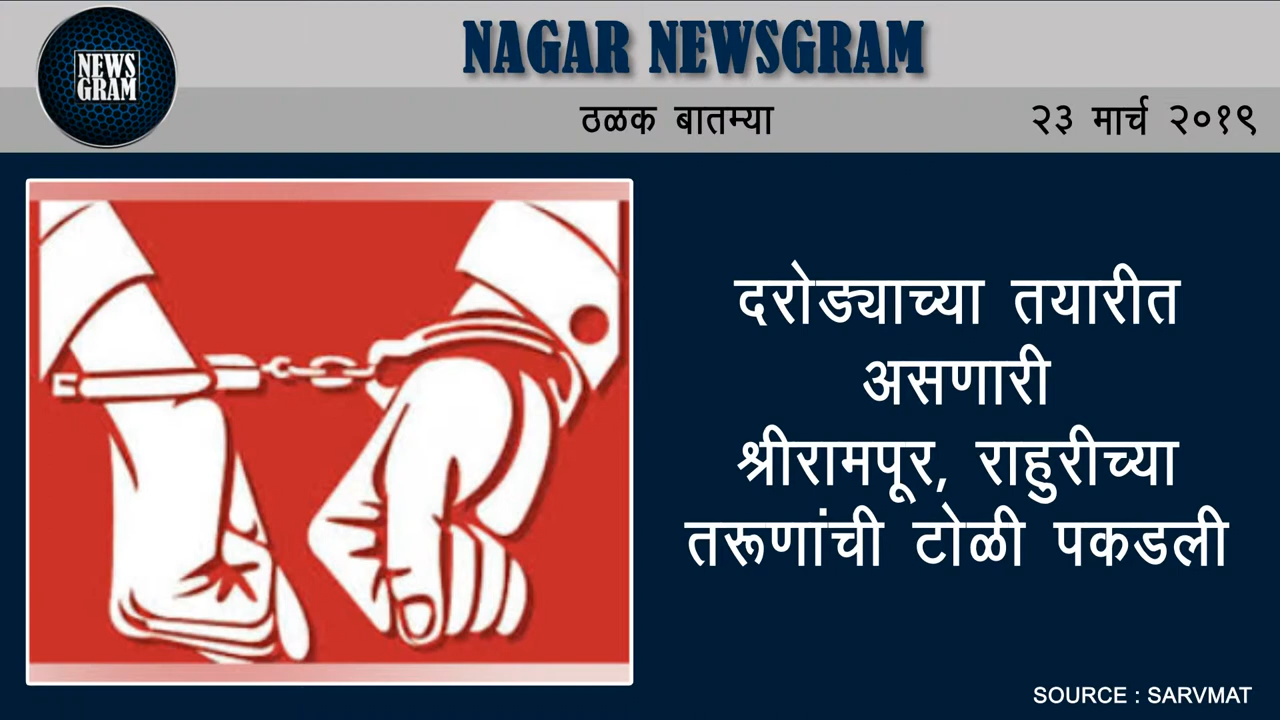 NEWS
GRAM
NAGAR NEWSGRAM
ठळक बातम्या
२३ मार्च २०१९
दरोड्याच्या तयारीत
असणारी
श्रीरामपूर, राहुरीच्या
तरूणांची टोळी पकडली
SOURCE : SARVMAT